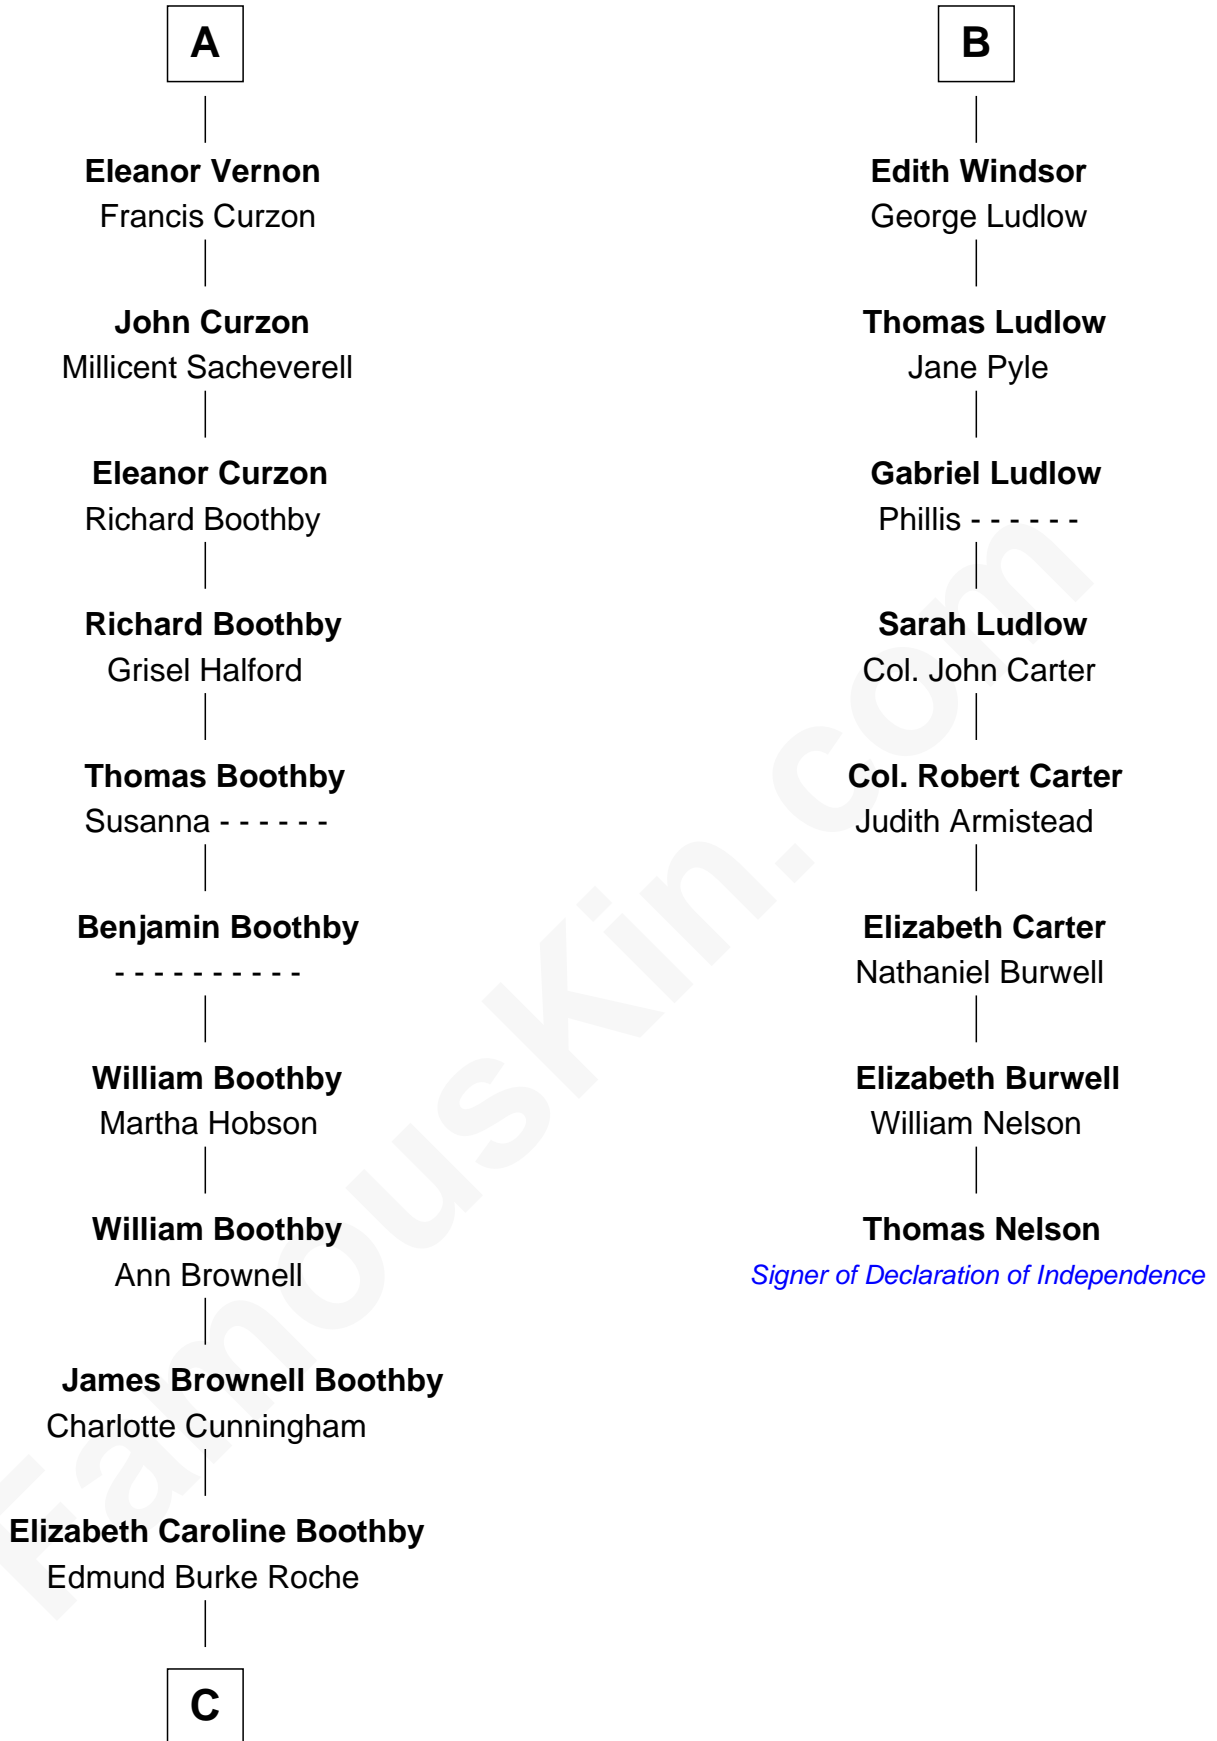 A
Eleanor Vernon
Francis Curzon
John Curzon
Millicent Sacheverell
Eleanor Curzon
Richard Boothby
Richard Boothby
Grisel Halford
Thomas Boothby
Susanna - - - - - -
Benjamin Boothby
- - - - - - - - - -
William Boothby
Martha Hobson
William Boothby
Ann Brownell
James Brownell Boothby
Charlotte Cunningham
Elizabeth Caroline Boothby
Edmund Burke Roche
C
B
Edith Windsor
George Ludlow
Thomas Ludlow
Jane Pyle
Gabriel Ludlow
Phillis - - - - - -
Sarah Ludlow
Col. John Carter
Col. Robert Carter
Judith Armistead
Elizabeth Carter
Nathaniel Burwell
Elizabeth Burwell
William Nelson
Thomas Nelson
Signer of Declaration of Independence
FamousKin.com